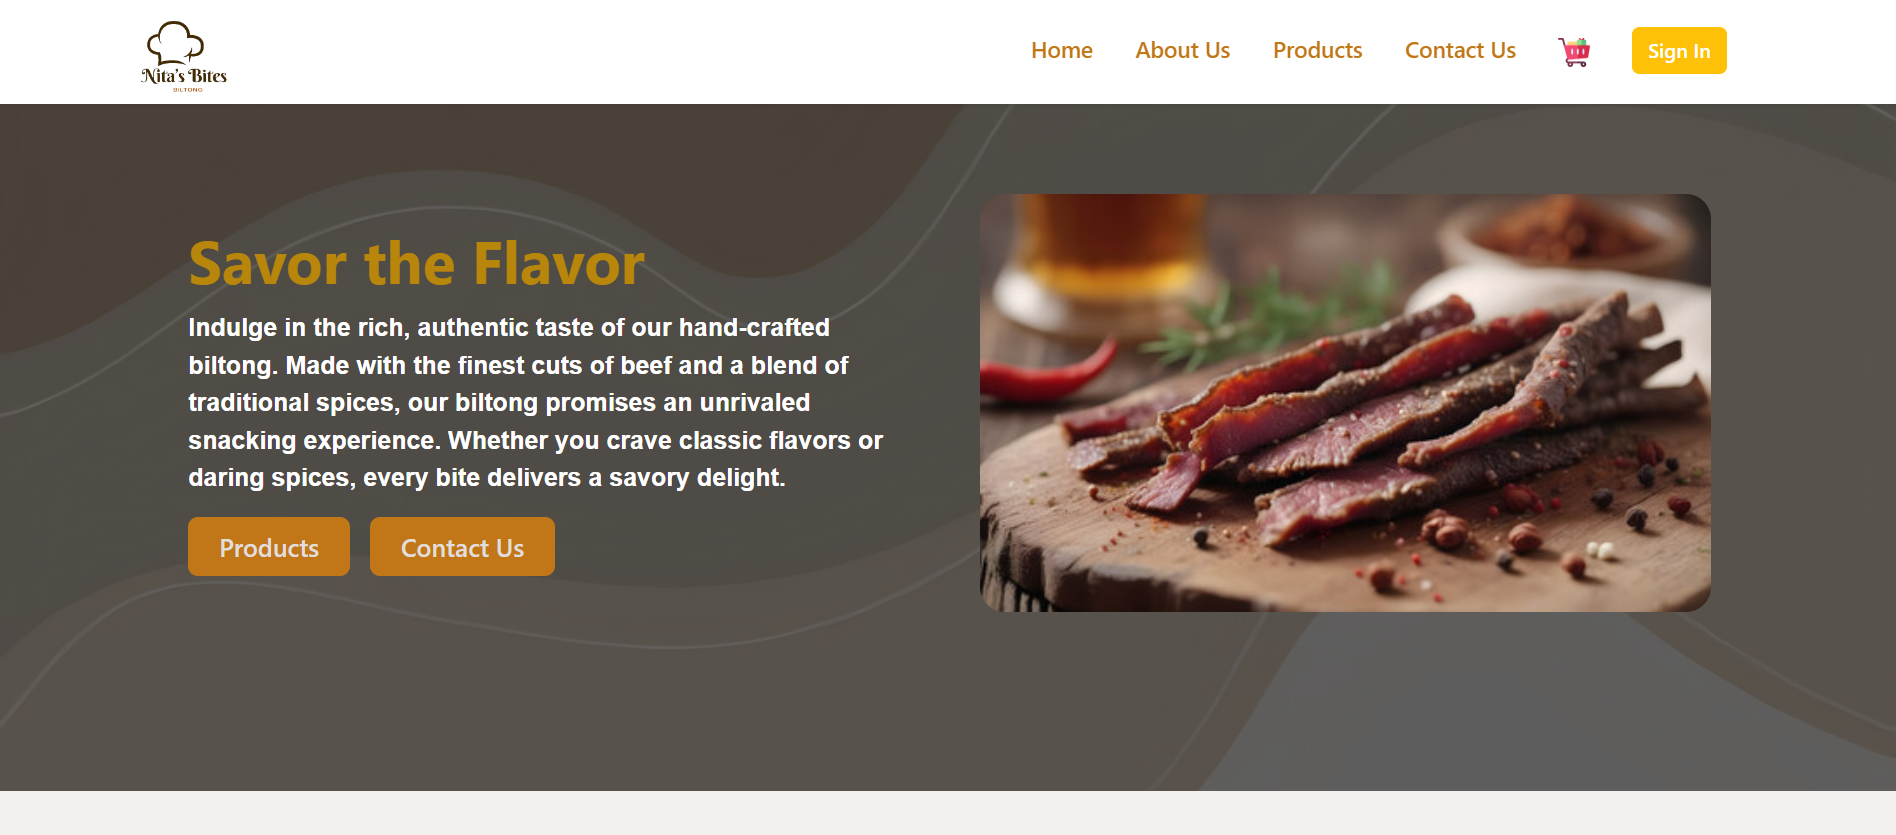 Nita's Bites
BILTONG
Home About Us Products Contact Us Sign In
Savor the Flavor
Indulge in the rich, authentic taste of our hand-crafted
biltong. Made with the finest cuts of beef and a blend of
traditional spices, our biltong promises an unrivaled
snacking experience. Whether you crave classic flavors or
daring spices, every bite delivers a savory delight.
Products Contact Us